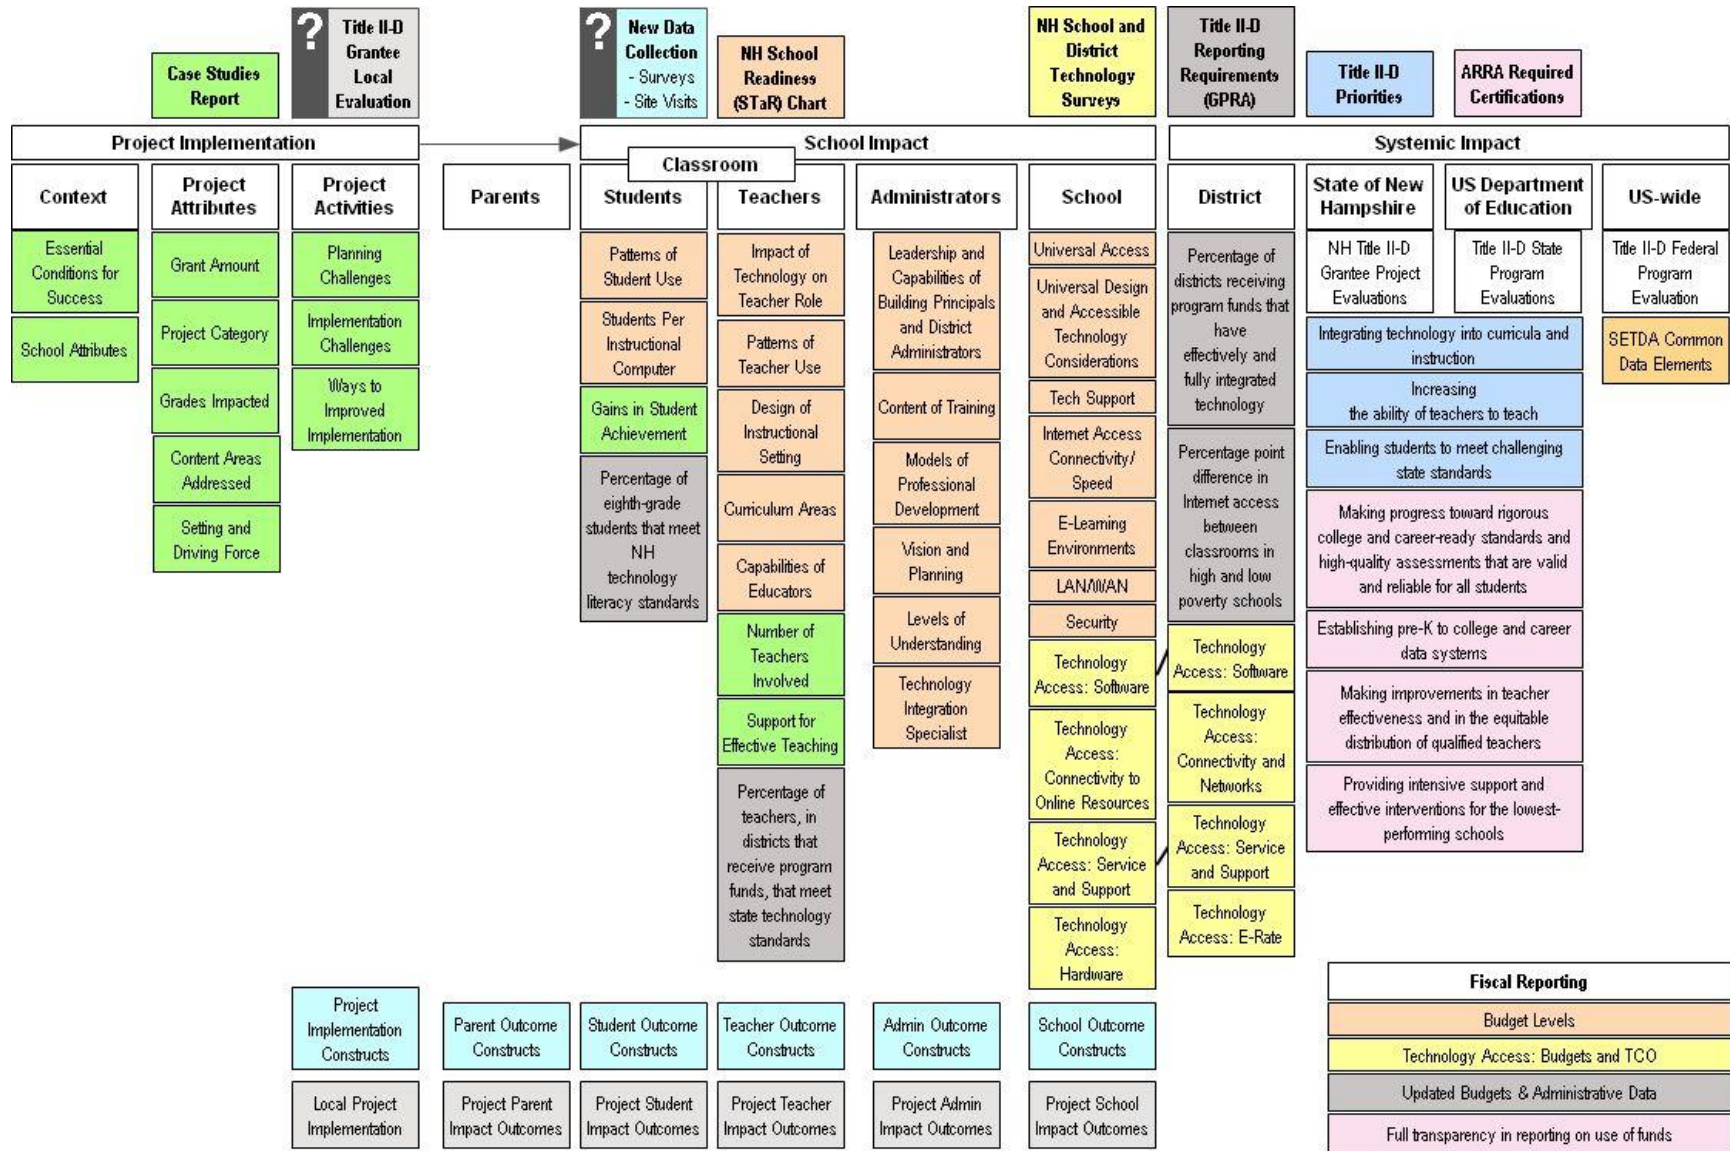 ?
Title II-D
Grantee
Local
Evaluation
?
New Data
Collection
- Surveys
- Site Visits
NH School and
District
Technology
Surveys
Title II-D
Reporting
Requirements
(GPRA)
Case Studies
Report
NH School
Readiness
(STaR) Chart
Title II-D
Priorities
ARRA Required
Certifications
Project Implementation
School Impact
Systemic Impact
Classroom
Context
Project
Attributes
Project
Activities
Parents
Students
Teachers
Administrators
School
District
State of New
Hampshire
US Department
of Education
US-wide
Essential
Conditions for
Success
School Attributes
Grant Amount
Project Category
Grades Impacted
Content Areas
Addressed
Setting and
Driving Force
Planning
Challenges
Implementation
Challenges
Ways to
Improved
Implementation
Patterns of
Student Use
Students Per
Instructional
Computer
Gains in Student
Achievement
Percentage of
eighth-grade
students that meet
NH
technology
literacy standards
Impact of
Technology on
Teacher Role
Patterns of
Teacher Use
Design of
Instructional
Setting
Curriculum Areas
Capabilities of
Educators
Number of
Teachers
Involved
Support for
Effective Teaching
Percentage of
teachers, in
districts that
receive program
funds, that meet
state technology
standards
Leadership and
Capabilities of
Building Principals
and District
Administrators
Content of Training
Models of
Professional
Development
Vision and
Planning
Levels of
Understanding
Technology
Integration
Specialist
Universal Access
Universal Design
and Accessible
Technology
Considerations
Tech Support
Internet Access
Connectivity/
Speed
E-Learning
Environments
LAN/WAN
Security
Technology
Access: Software
Technology
Access:
Connectivity to
Online Resources
Technology
Access: Service
and Support
Technology
Access:
Hardware
Percentage of
districts receiving
program funds that
have
effectively and
fully integrated
technology
Percentage point
difference in
Internet access
between
classrooms in
high and low
poverty schools
Technology
Access: Software
Technology
Access:
Connectivity and
Networks
Technology
Access: Service
and Support
Technology
Access: E-Rate
NH Title II-D
Grantee Project
Evaluations
Title II-D State
Program
Evaluations
Title II-D Federal
Program
Evaluation
Integrating technology into curricula and
instruction
Increasing
the ability of teachers to teach
Enabling students to meet challenging
state standards
Making progress toward rigorous
college and career-ready standards and
high-quality assessments that are valid
and reliable for all students
Establishing pre-K to college and career
data systems
Making improvements in teacher
effectiveness and in the equitable
distribution of qualified teachers
Providing intensive support and
effective interventions for the lowest-
performing schools
SETDA Common
Data Elements
Project
Implementation
Constructs
Parent Outcome
Constructs
Student Outcome
Constructs
Teacher Outcome
Constructs
Admin Outcome
Constructs
School Outcome
Constructs
Local Project
Implementation
Project Parent
Impact Outcomes
Project Student
Impact Outcomes
Project Teacher
Impact Outcomes
Project Admin
Impact Outcomes
Project School
Impact Outcomes
Fiscal Reporting
Budget Levels
Technology Access: Budgets and TCO
Updated Budgets & Administrative Data
Full transparency in reporting on use of funds